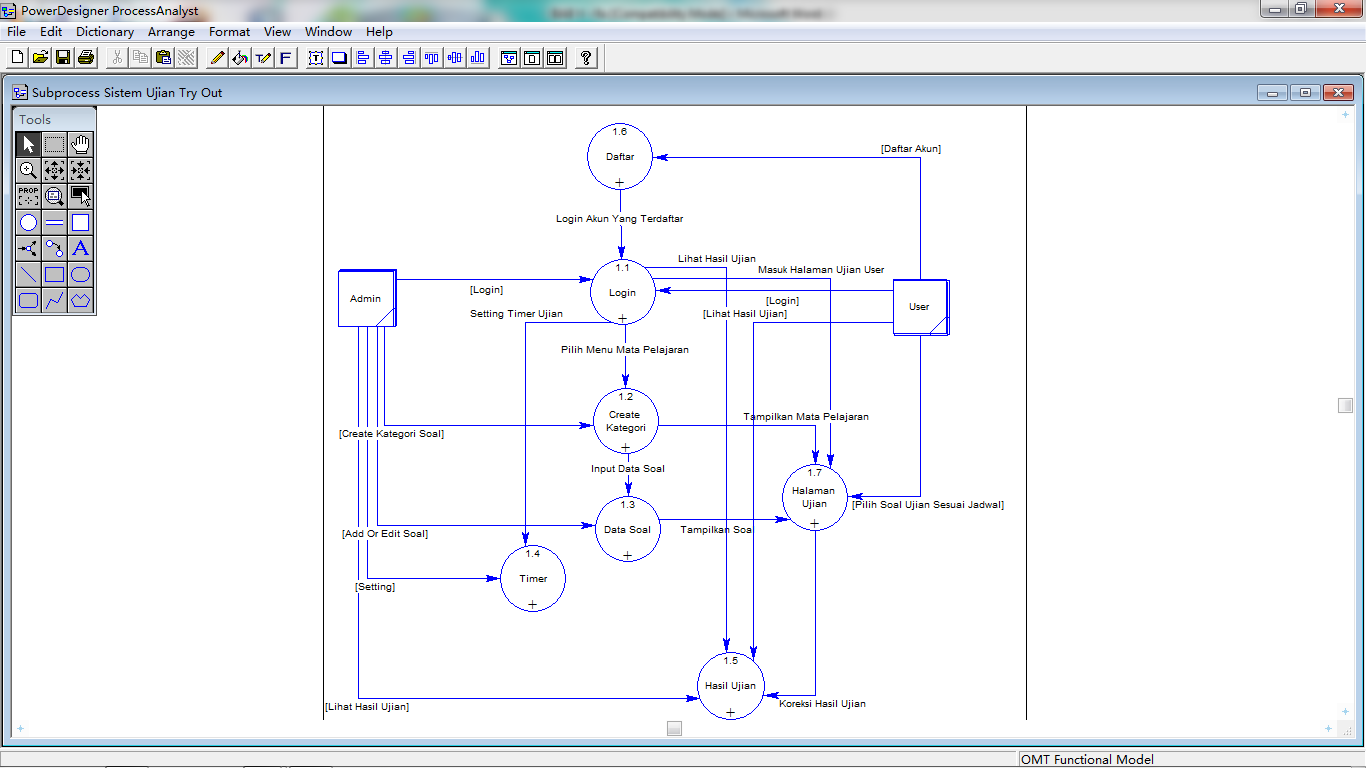 PowerDesigner ProcessAnalyst
File Edit Dictionary Arrange Format View Window Help
Subprocess Sistem Ujian Try Out
Tools
PROP
1.6
Daftar
[Daftar Akun]
Login Akun Yang Terdaftar
Admin
[Login]
1.1
Login
Lihat Hasil Ujian
Masuk Halaman Ujian User
[Login]
User
Setting Timer Ujian
[Lihat Hasil Ujian]
Pilih Menu Mata Pelajaran
1.2
Create
Kategori
Tampilkan Mata Pelajaran
[Create Kategori Soal]
Input Data Soal
1.7
Halaman
Ujian
[Pilih Soal Ujian Sesuai Jadwal]
1.3
Data Soal
Tampilkan Soal
[Add Or Edit Soal]
1.4
Timer
[Setting]
1.5
Hasil Ujian
[Lihat Hasil Ujian]
Koreksi Hasil Ujian
OMT Functional Model